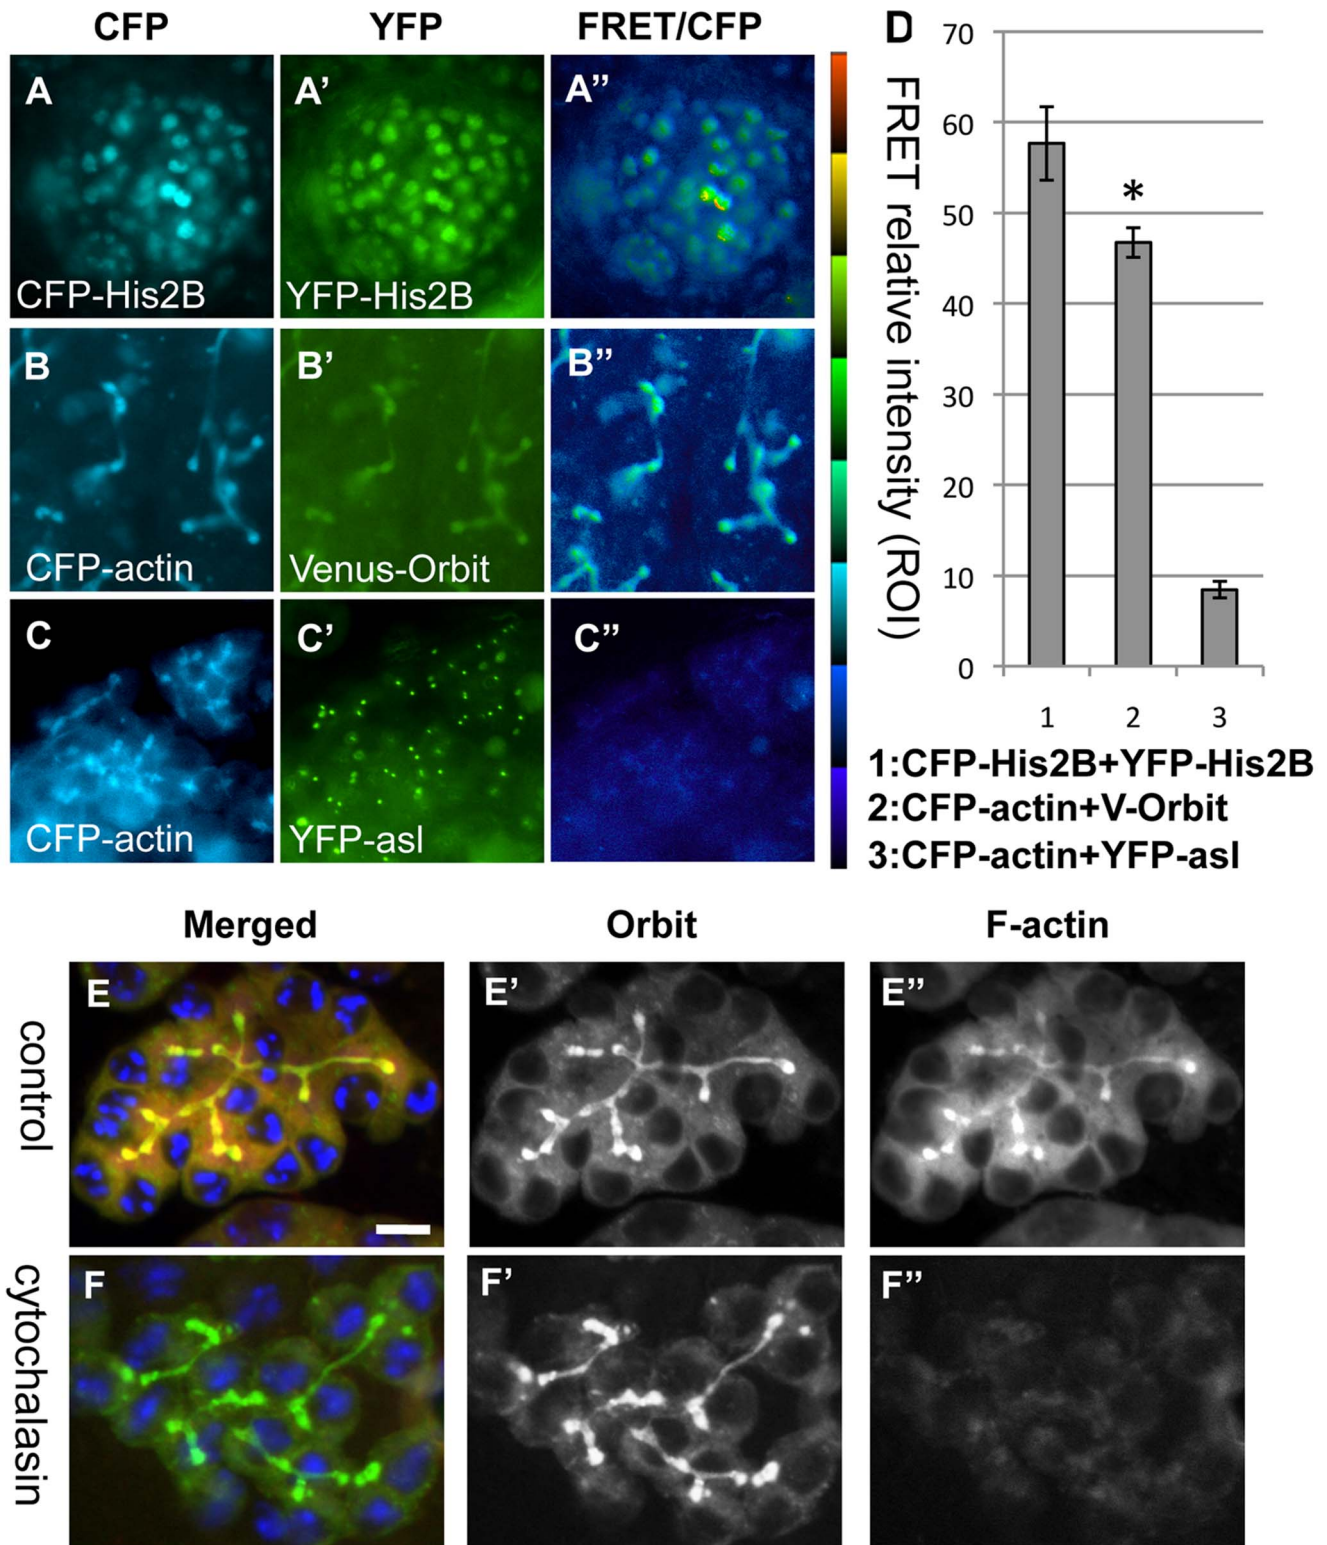 CFP YFP FRET/CFP
A A’ A”
CFP-His2B YFP-His2B
B B’ B”
CFP-actin Venus-Orbit
C C’ C”
CFP-actin YFP-asl
D
FRET relative intensity (ROI)
70
60
50
40
30
20
10
0
*
1 2 3
1:CFP-His2B+YFP-His2B
2:CFP-actin+V-Orbit
3:CFP-actin+YFP-asl
Merged Orbit F-actin
control
E E’ E”
cytochalasin
F F’ F”